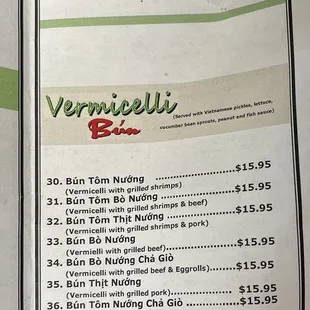 Vermicelli
Bún
(Served with Vietnamese pickles, lettuce,
cucumber bean sprouts, peanut and fish sauce)
30. Bún Tôm Nướng ........................$15.95
(Vermicelli with grilled shrimps)
31. Bún Tôm Bò Nướng .................$15.95
(Vermicelli with grilled shrimps & beef)
32. Bún Tôm Thịt Nướng ................$15.95
(Vermicelli with grilled shrimps & pork)
33. Bún Bò Nướng
(Vermielli with grilled beef)......................$15.95
34. Bún Bò Nướng Chả Giò
(Vermicelli with grilled beef & Eggrolls).......$15.95
35. Bún Thịt Nướng
(Vermicelli with grilled pork)................... $15.95
36. Bún Tôm Nướng Chả Giò ............$15.95